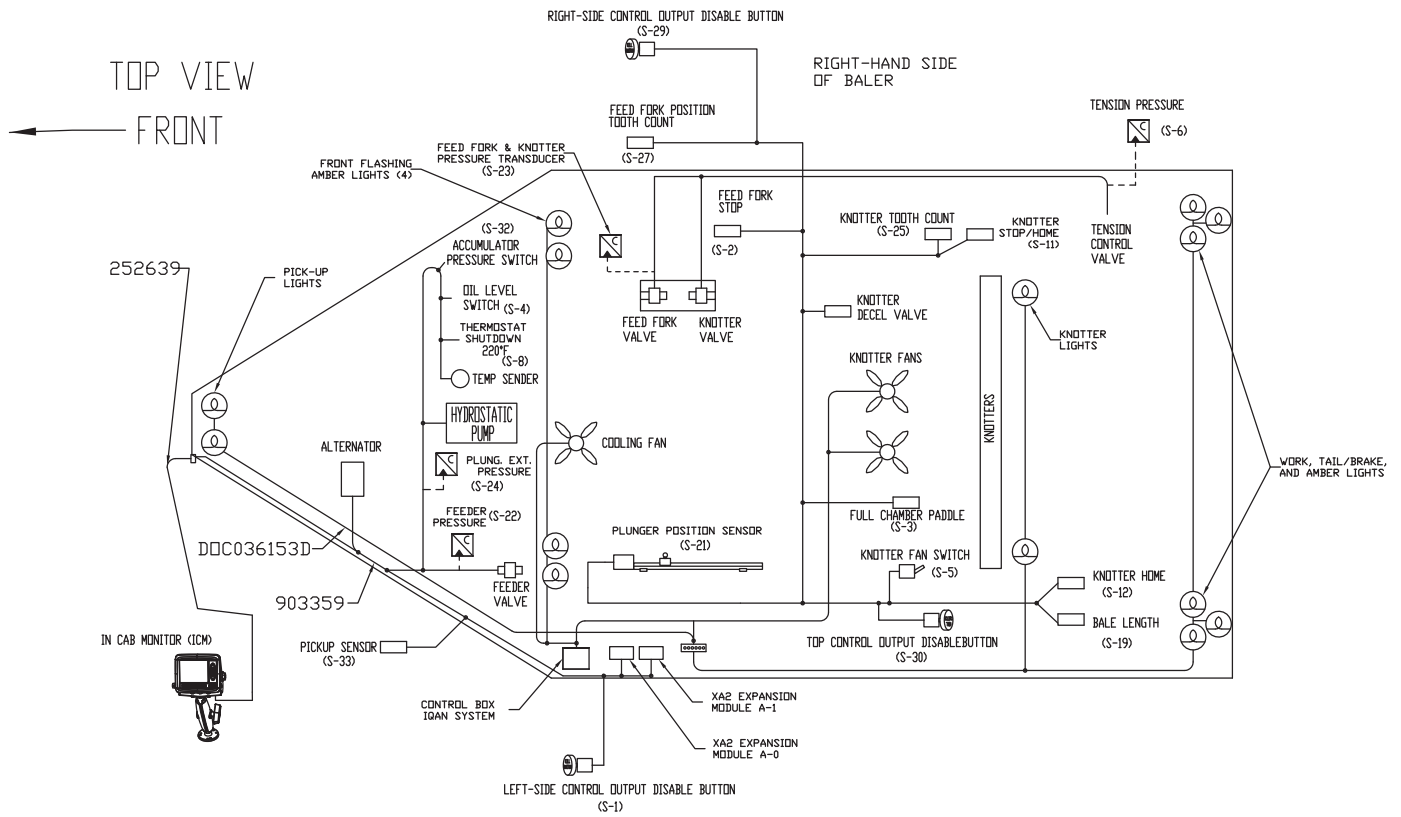 RIGHT-SIDE CONTROL OUTPUT DISABLE BUTTON
(S-29)
TOP VIEW
FRONT
RIGHT-HAND SIDE
OF BALER
FEED FORK POSITION
TOOTH COUNT
(S-27)
TENSION PRESSURE
(S-6)
C
FEED FORK & KNOTTER
PRESSURE TRANSDUCER
(S-23)
C
FRONT FLASHING
AMBER LIGHTS (4)
FEED FORK
STOP
(S-2)
KNOTTER TOOTH COUNT
(S-25)
KNOTTER
STOP/HOME
(S-11)
TENSION
CONTROL
VALVE
(S-32)
ACCUMULATOR
PRESSURE SWITCH
252639
PICK-UP
LIGHTS
OIL LEVEL
SWITCH (S-4)
THERMOSTAT
SHUTDOWN
220°F
(S-8)
TEMP SENDER
FEED FORK
VALVE
KNOTTER
VALVE
KNOTTER
DECEL VALVE
KNOTTER
LIGHTS
KNOTTER FANS
HYDROSTATIC
PUMP
KNOTTERS
ALTERNATOR
COOLING FAN
PLUNG. EXT.
PRESSURE
(S-24)
C
WORK, TAIL/BRAKE,
AND AMBER LIGHTS
FEEDER
PRESSURE (S-22)
C
FULL CHAMBER PADDLE
(S-3)
PLUNGER POSITION SENSOR
(S-21)
DOC036153D
KNOTTER FAN SWITCH
(S-5)
KNOTTER HOME
(S-12)
903359
FEEDER
VALVE
BALE LENGTH
(S-19)
IN CAB MONITOR (ICM)
PICKUP SENSOR
(S-33)
TOP CONTROL OUTPUT DISABLEBUTTON
(S-30)
CONTROL BOX
IQAN SYSTEM
XA2 EXPANSION
MODULE A-1
XA2 EXPANSION
MODULE A-0
LEFT-SIDE CONTROL OUTPUT DISABLE BUTTON
(S-1)